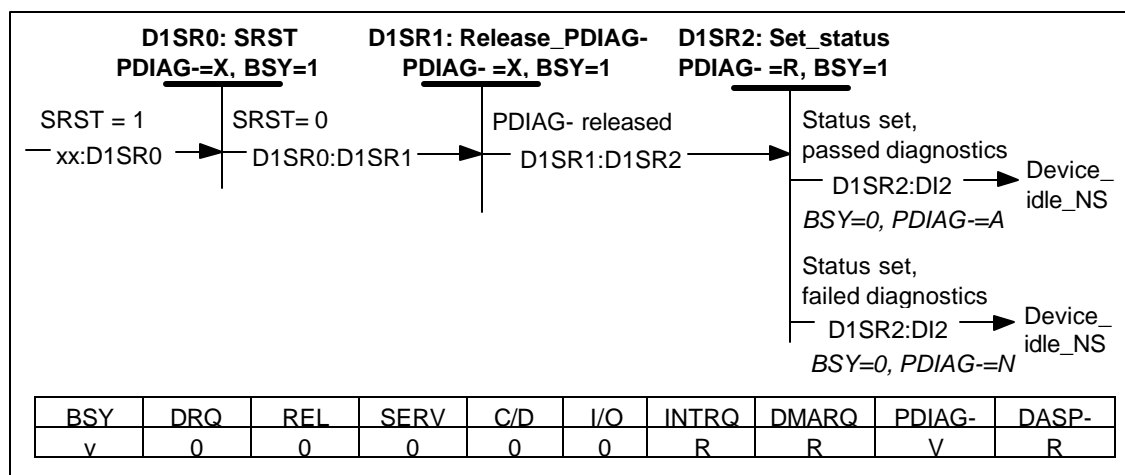 D1SR0: SRST
PDIAG-=X, BSY=1
D1SR1: Release_PDIAG-
PDIAG- =X, BSY=1
D1SR2: Set_status
PDIAG- =R, BSY=1
SRST = 1
xx:D1SR0
SRST= 0
D1SR0:D1SR1
PDIAG- released
D1SR1:D1SR2
Status set,
passed diagnostics
D1SR2:DI2
BSY=0, PDIAG-=A
Device_
idle_NS
Status set,
failed diagnostics
D1SR2:DI2
BSY=0, PDIAG-=N
Device_
idle_NS
BSY DRQ REL SERV C/D I/O INTRQ DMARQ PDIAG- DASP-
v 0 0 0 0 0 R R V R